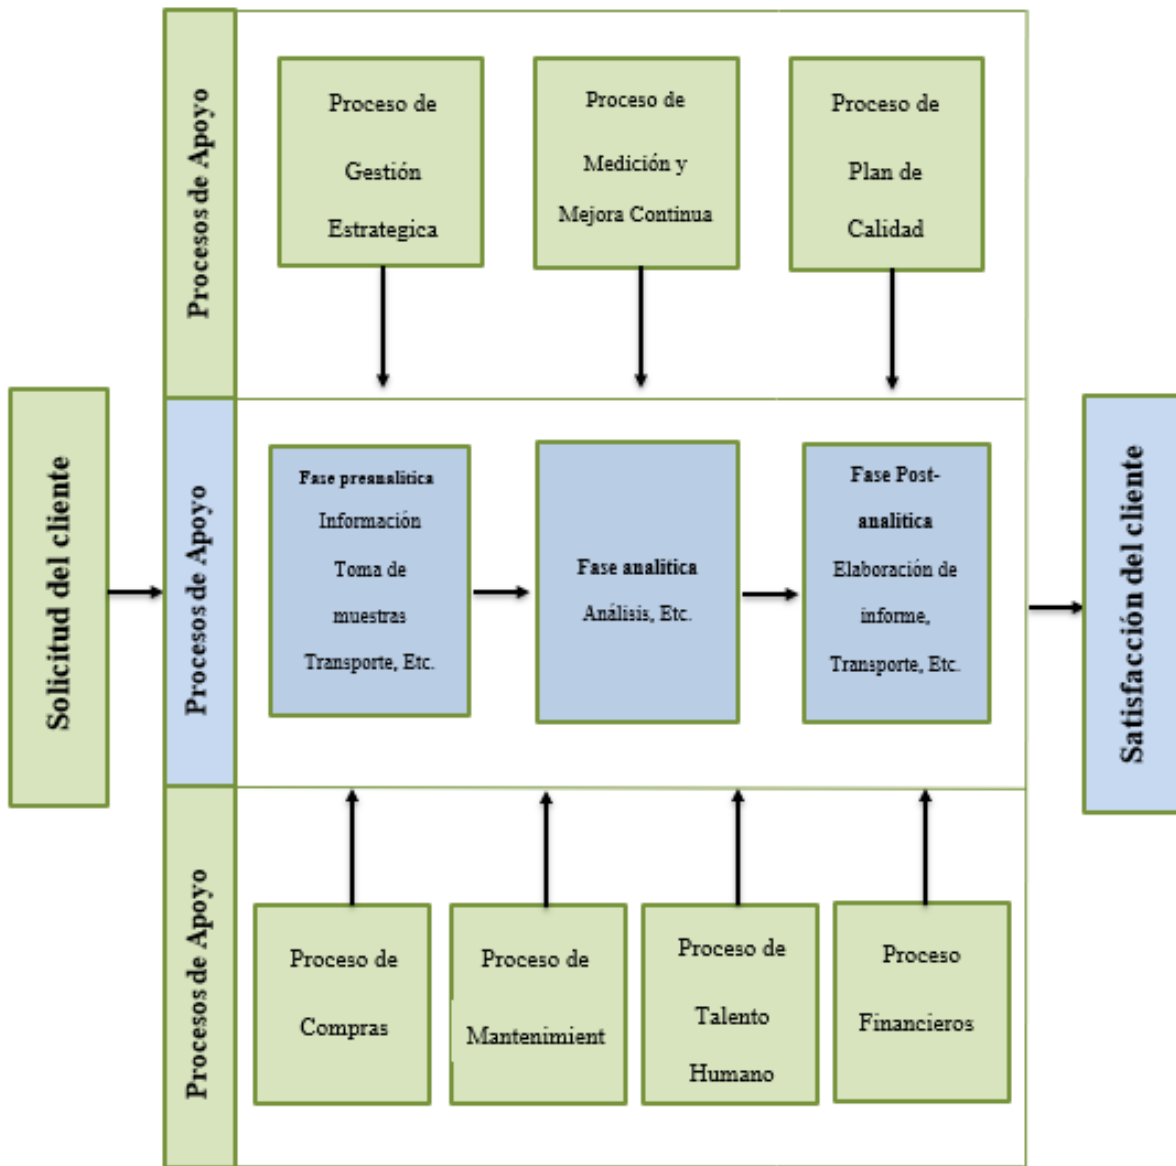 Procesos de Apoyo
Proceso de
Gestión
Estrategica
Proceso de
Medición y
Mejora Continua
Proceso de
Plan de
Calidad
Solicitud del cliente
Procesos de Apoyo
Fase preanalitica
Información
Toma de
muestras
Transporte, Etc.
Fase analitica
Análisis, Etc.
Fase Post-
analitica
Elaboración de
informe,
Transporte, Etc.
Satisfacción del cliente
Procesos de Apoyo
Proceso de
Compras
Proceso de
Mantenimient
Proceso de
Talento
Humano
Proceso
Financieros